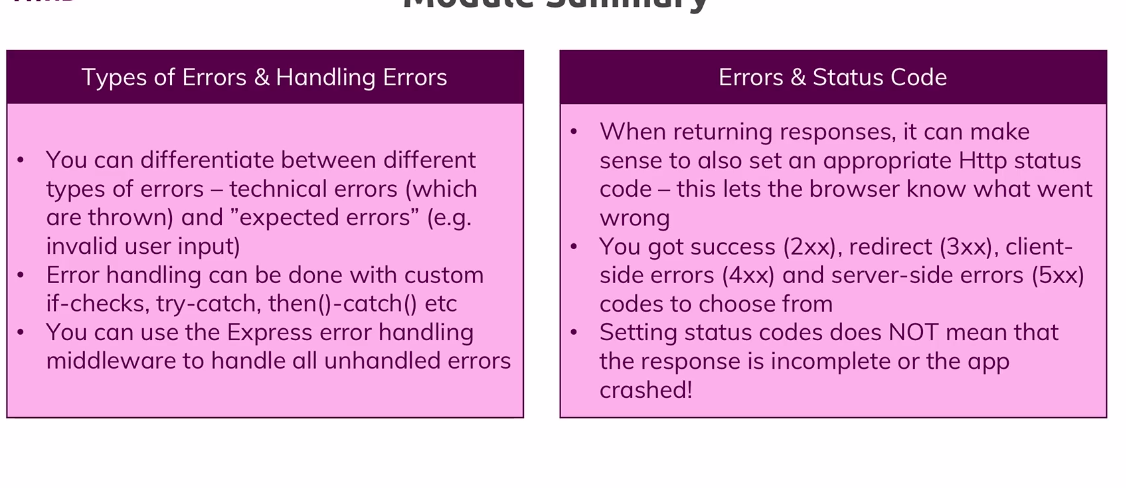 Module Summary
Types of Errors & Handling Errors
• You can differentiate between different
types of errors – technical errors (which
are thrown) and ”expected errors” (e.g.
invalid user input)
• Error handling can be done with custom
if-checks, try-catch, then()-catch() etc
• You can use the Express error handling
middleware to handle all unhandled errors
Errors & Status Code
• When returning responses, it can make
sense to also set an appropriate Http status
code – this lets the browser know what went
wrong
• You got success (2xx), redirect (3xx), client-
side errors (4xx) and server-side errors (5xx)
codes to choose from
• Setting status codes does NOT mean that
the response is incomplete or the app
crashed!